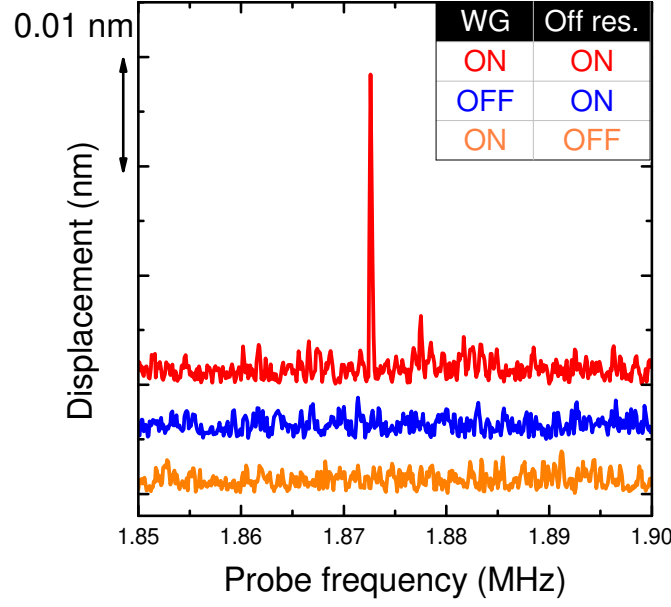 0.01 nm
WG Off res.
ON ON
OFF ON
ON OFF
Displacement (nm)
1.85 1.86 1.87 1.88 1.89 1.90
Probe frequency (MHz)